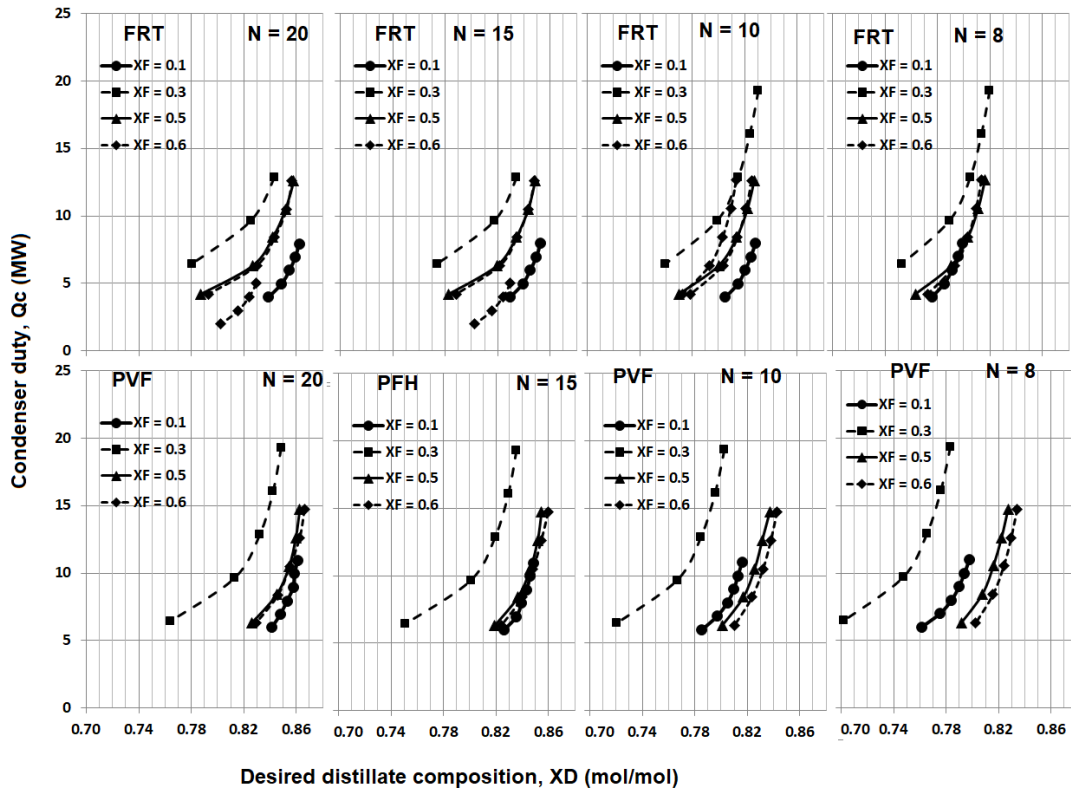 FRT N = 20
XF = 0.1
XF = 0.3
XF = 0.5
XF = 0.6
FRT N = 15
XF = 0.1
XF = 0.3
XF = 0.5
XF = 0.6
FRT N = 10
XF = 0.1
XF = 0.3
XF = 0.5
XF = 0.6
FRT N = 8
XF = 0.1
XF = 0.3
XF = 0.5
XF = 0.6
25
20
15
10
5
0
Condenser duty, Qc (MW)
PVF N = 20
XF = 0.1
XF = 0.3
XF = 0.5
XF = 0.6
PFH N = 15
XF = 0.1
XF = 0.3
XF = 0.5
XF = 0.6
PVF N = 10
XF = 0.1
XF = 0.3
XF = 0.5
XF = 0.6
PVF N = 8
XF = 0.1
XF = 0.3
XF = 0.5
XF = 0.6
25
20
15
10
5
0
0.70 0.74 0.78 0.82 0.86
0.70 0.74 0.78 0.82 0.86
0.70 0.74 0.78 0.82 0.86
0.70 0.74 0.78 0.82 0.86
Desired distillate composition, XD (mol/mol)